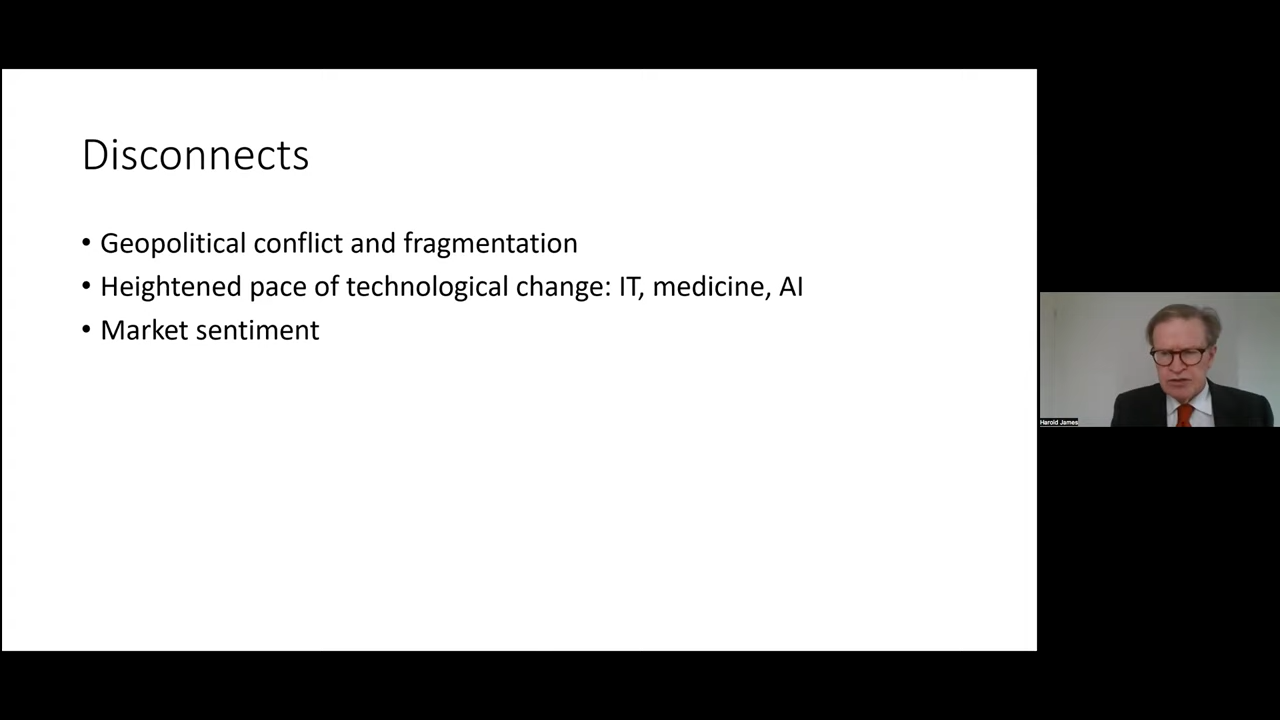 Disconnects
• Geopolitical conflict and fragmentation
• Heightened pace of technological change: IT, medicine, AI
• Market sentiment
Harold James